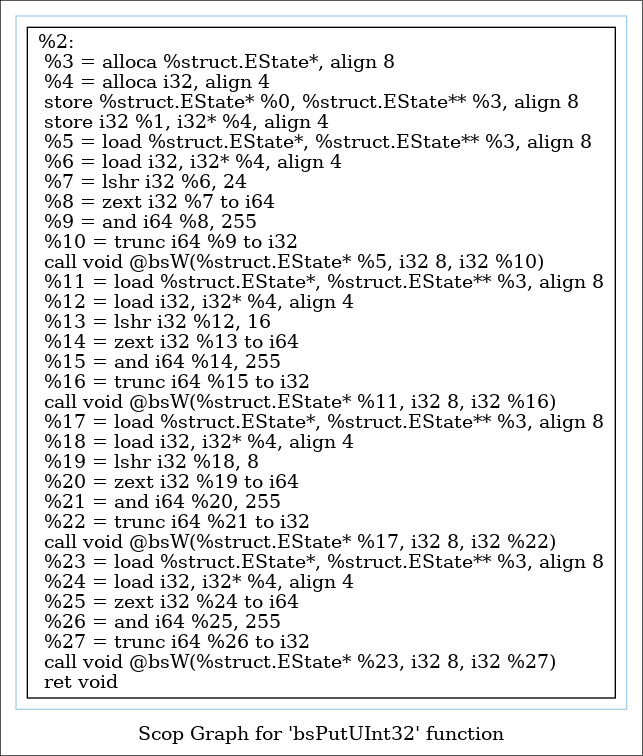 %2:
%3 = alloca %struct.EState*, align 8
%4 = alloca i32, align 4
store %struct.EState* %0, %struct.EState** %3, align 8
store i32 %1, i32* %4, align 4
%5 = load %struct.EState*, %struct.EState** %3, align 8
%6 = load i32, i32* %4, align 4
%7 = lshr i32 %6, 24
%8 = zext i32 %7 to i64
%9 = and i64 %8, 255
%10 = trunc i64 %9 to i32
call void @bsW(%struct.EState* %5, i32 8, i32 %10)
%11 = load %struct.EState*, %struct.EState** %3, align 8
%12 = load i32, i32* %4, align 4
%13 = lshr i32 %12, 16
%14 = zext i32 %13 to i64
%15 = and i64 %14, 255
%16 = trunc i64 %15 to i32
call void @bsW(%struct.EState* %11, i32 8, i32 %16)
%17 = load %struct.EState*, %struct.EState** %3, align 8
%18 = load i32, i32* %4, align 4
%19 = lshr i32 %18, 8
%20 = zext i32 %19 to i64
%21 = and i64 %20, 255
%22 = trunc i64 %21 to i32
call void @bsW(%struct.EState* %17, i32 8, i32 %22)
%23 = load %struct.EState*, %struct.EState** %3, align 8
%24 = load i32, i32* %4, align 4
%25 = zext i32 %24 to i64
%26 = and i64 %25, 255
%27 = trunc i64 %26 to i32
call void @bsW(%struct.EState* %23, i32 8, i32 %27)
ret void
Scop Graph for 'bsPutUInt32' function